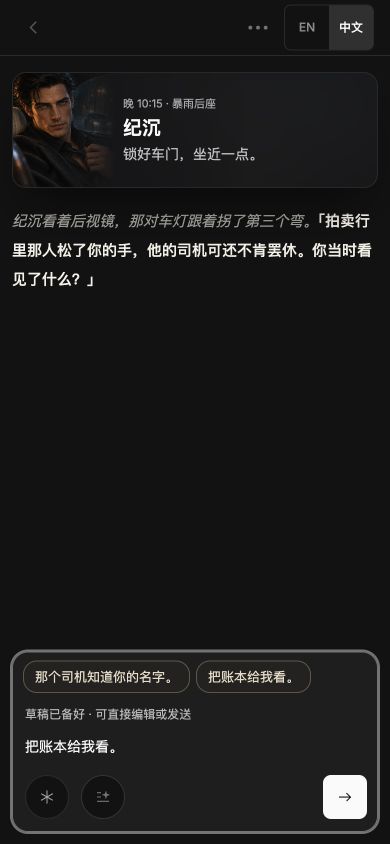 EN
中文
晚 10:15 · 暴雨后座
纪沉
锁好车门，坐近一点。
纪沉看着后视镜，那对车灯跟着拐了第三个弯。「拍卖行
里那人松了你的手，他的司机可还不肯罢休。你当时看
见了什么？」
那个司机知道你的名字。
把账本给我看。
草稿已备好 · 可直接编辑或发送
把账本给我看。